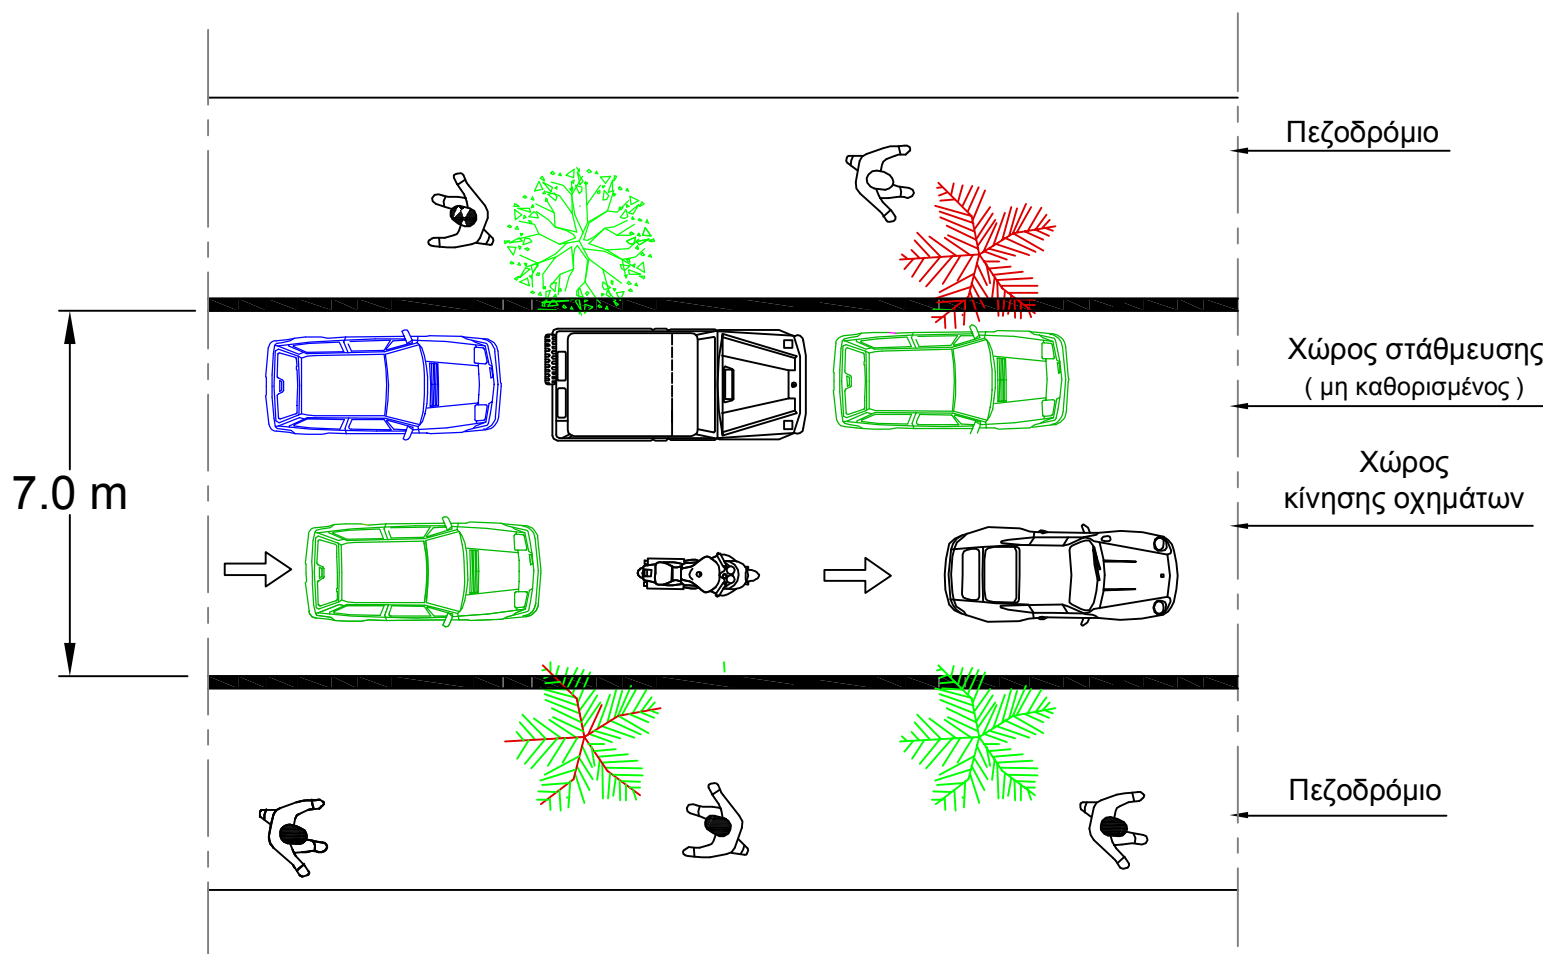 Πεζοδρόμιο
Χώρος στάθμευσης
( μη καθορισμένος )
Χώρος
κίνησης οχημάτων
7.0 m
Πεζοδρόμιο